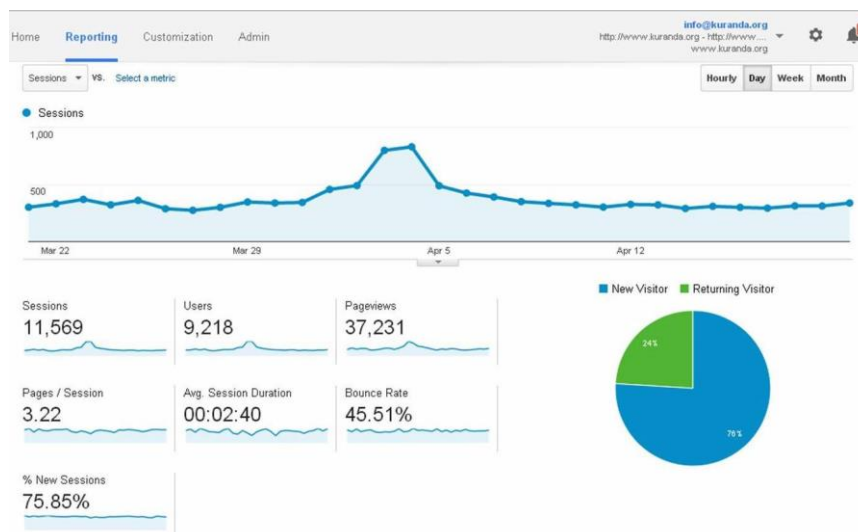 info@kuranda.org
Home Reporting Customization Admin http://www.kuranda.org - http://www....
www.kuranda.org
Sessions VS. Select a metric Hourly Day Week Month
Sessions
1,000
500
Mar 22 Mar 29 Apr 5 Apr 12
New Visitor Returning Visitor
Sessions Users Pageviews
11,569 9,218 37,231
24%
Pages / Session Avg. Session Duration Bounce Rate
3.22 00:02:40 45.51%
76%
% New Sessions
75.85%